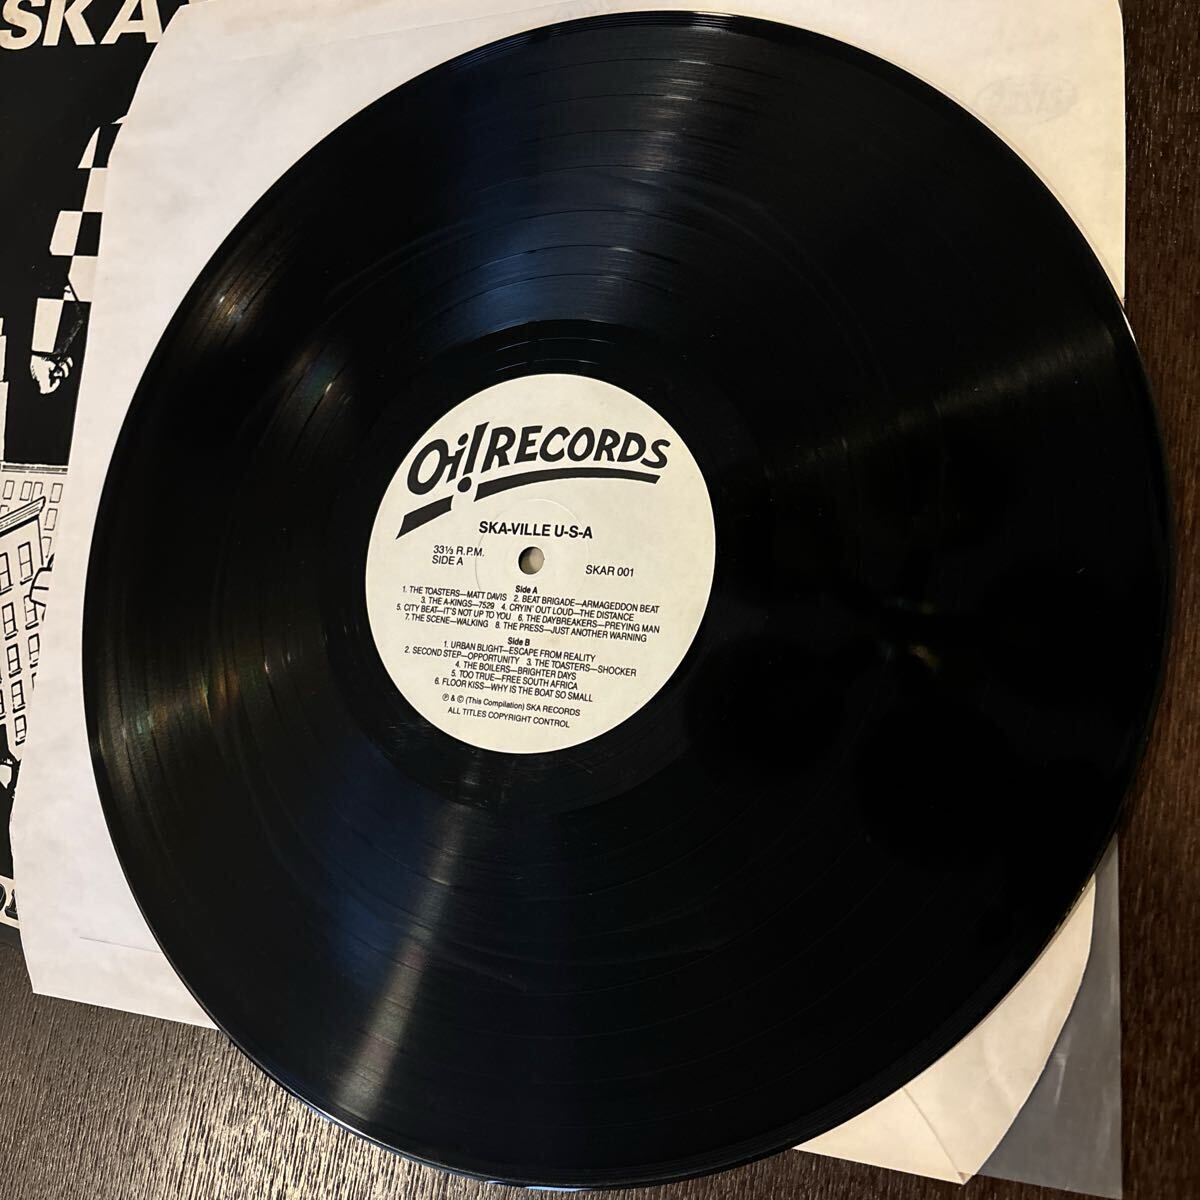 SKA
Oi! RECORDS
SKA-VILLE U-S-A
33⅓ R.P.M.
SIDE A
SKAR 001
Side A
1. THE TOASTERS—MATT DAVIS 2. BEAT BRIGADE—ARMAGEDDON BEAT
3. THE A-KINGS—7529 4. CRYIN' OUT LOUD—THE DISTANCE
5. CITY BEAT—IT'S NOT UP TO YOU 6. THE DAYBREAKERS—PREYING MAN
7. THE SCENE—WALKING 8. THE PRESS—JUST ANOTHER WARNING
Side B
1. URBAN BLIGHT—ESCAPE FROM REALITY
2. SECOND STEP—OPPORTUNITY 3. THE TOASTERS—SHOCKER
4. THE BOILERS—BRIGHTER DAYS
5. TOO TRUE—FREE SOUTH AFRICA
6. FLOOR KISS—WHY IS THE BOAT SO SMALL
℗ & © (This Compilation) SKA RECORDS
ALL TITLES COPYRIGHT CONTROL